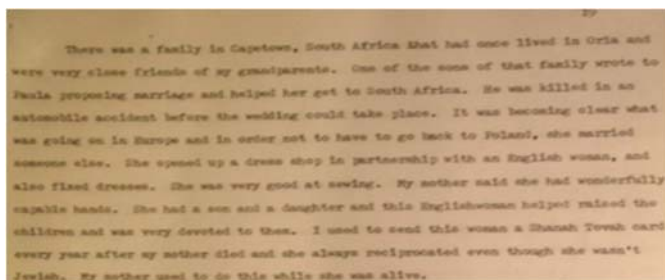 19
There was a family in Capetown, South Africa that had once lived in Oria and
were very close friends of my grandparents. One of the sons of that family wrote to
Paula proposing marriage and helped her get to South Africa. He was killed in an
automobile accident before the wedding could take place. It was becoming clear what
was going on in Europe and in order not to have to go back to Poland, she married
someone else. She opened up a dress shop in partnership with an English woman, and
also fixed dresses. She was very good at sewing. My mother said she had wonderfully
capable hands. She had a son and a daughter and this Englishwoman helped raised the
children and was very devoted to them. I used to send this woman a Shanah Tovah card
every year after my mother died and she always reciprocated even though she wasn't
Jewish. My mother used to do this while she was alive.